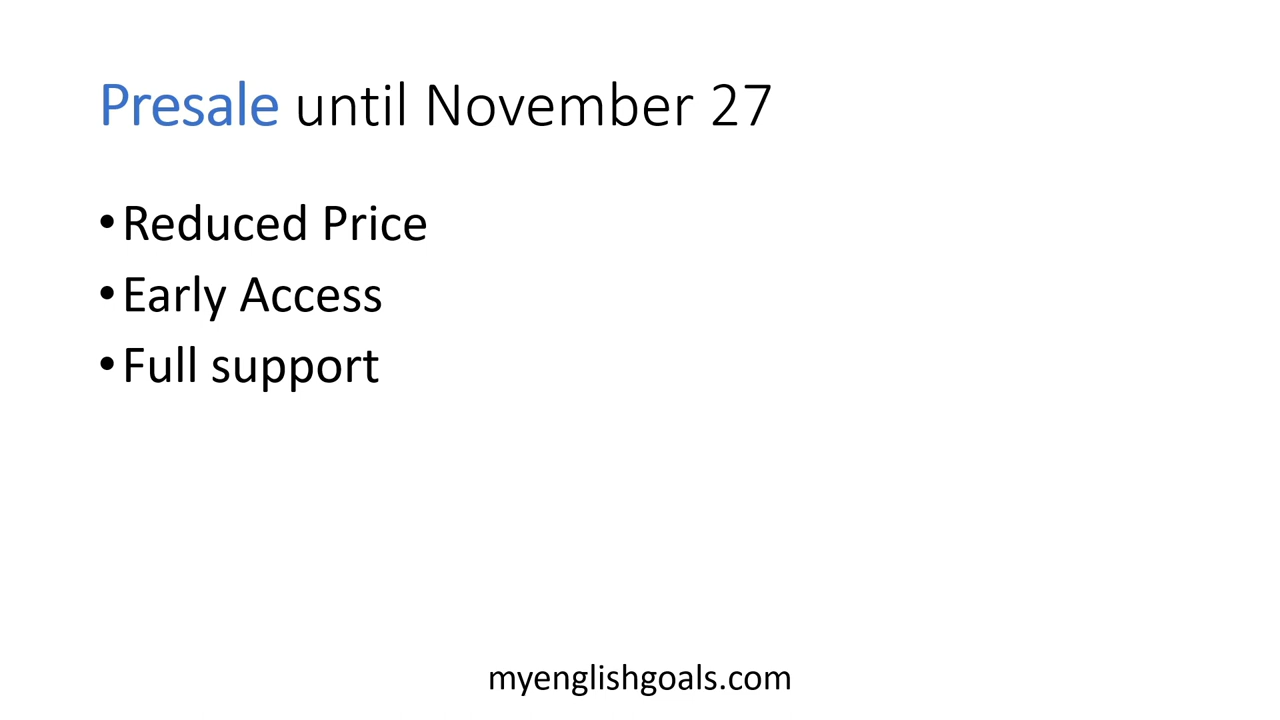 Presale until November 27
•Reduced Price
•Early Access
•Full support
myenglishgoals.com